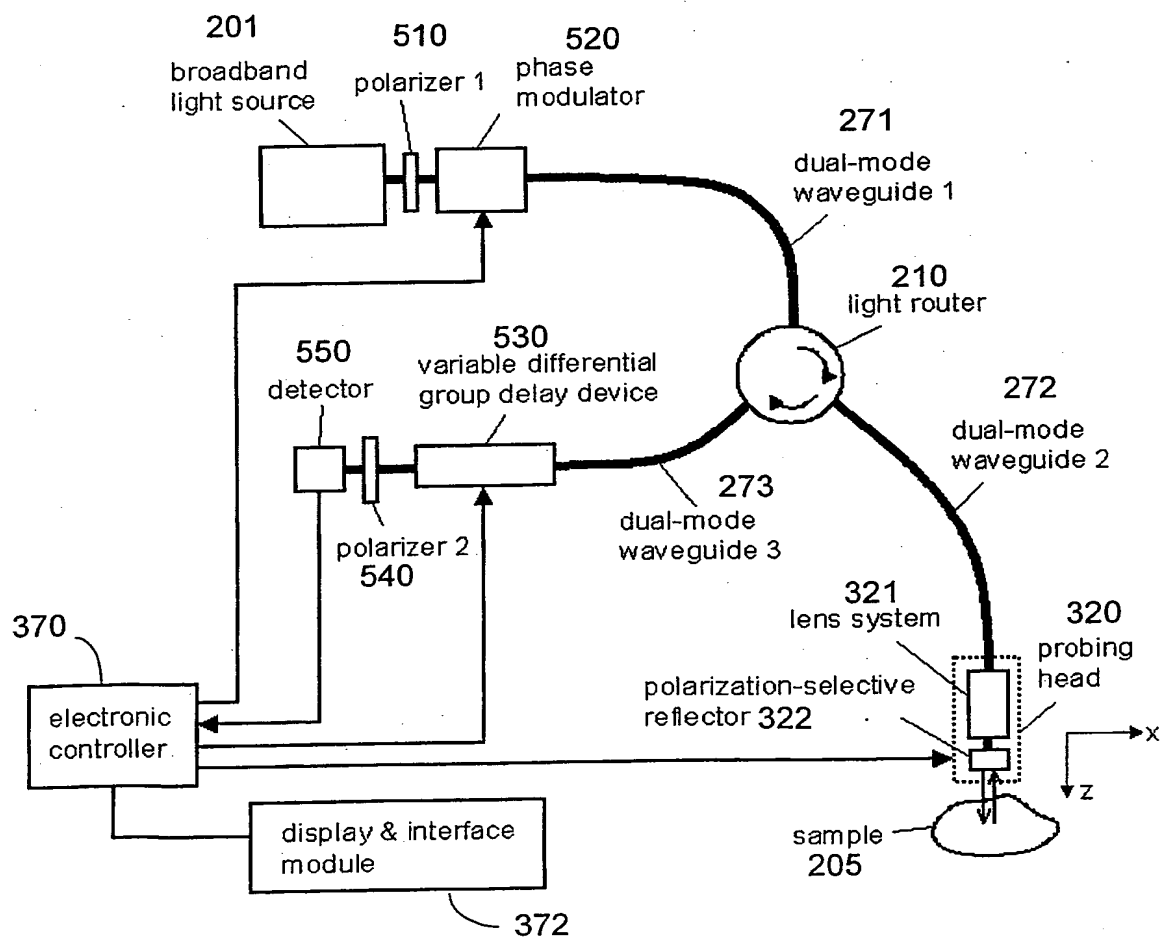 201
broadband
light source
510
polarizer 1
520
phase
modulator
271
dual-mode
waveguide 1
210
light router
550
detector
530
variable differential
group delay device
272
dual-mode
waveguide 2
273
dual-mode
waveguide 3
polarizer 2
540
321
lens system
320
probing
head
370
electronic
controller
polarization-selective
reflector 322
x
z
display & interface
module
372
sample
205